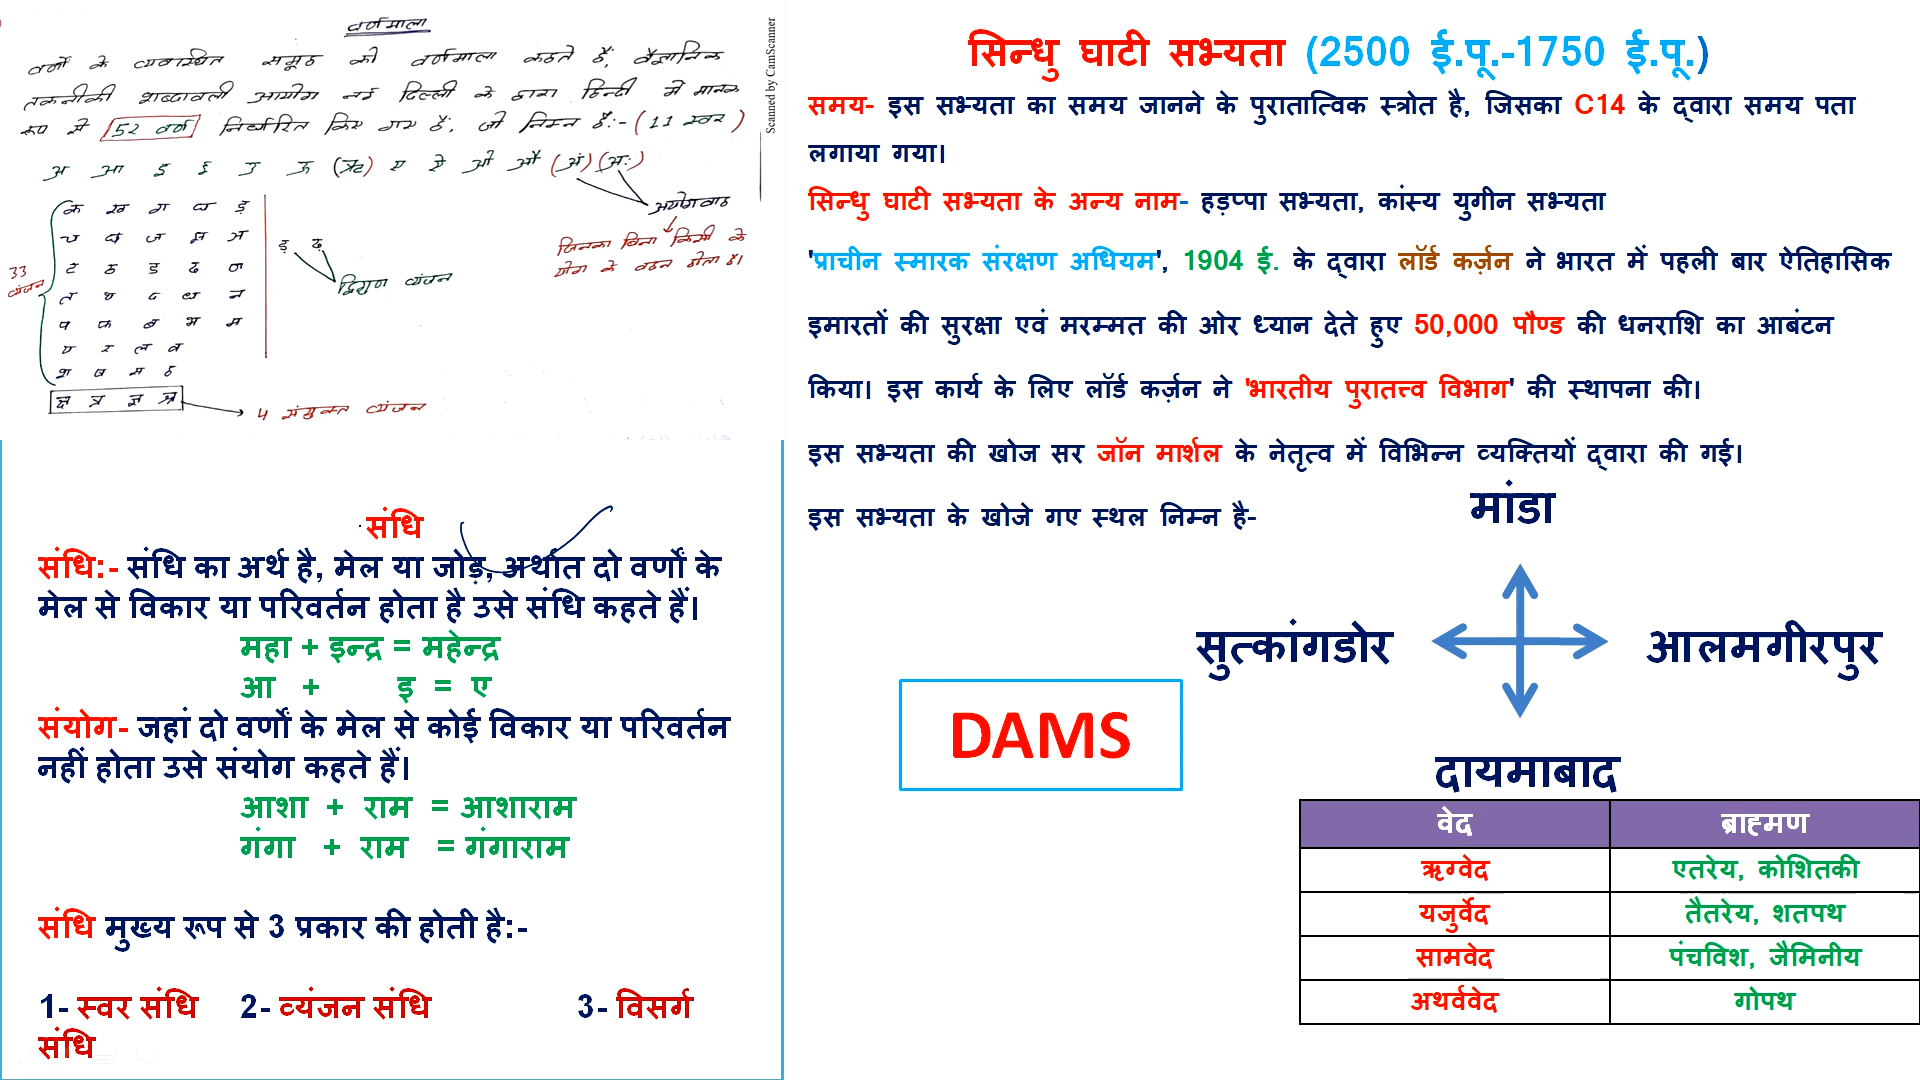 वर्णमाला
वर्णों के व्यवस्थित समूह को वर्णमाला कहते हैं, वैज्ञानिक
तकनीकी शब्दावली आयोग नई दिल्ली के द्वारा हिन्दी में मानक
रूप में 52 वर्ण निर्धारित किए गए हैं, जो निम्न हैं:- (11 स्वर)
अ आ इ ई उ ऊ (ऋ) ए ऐ ओ औ (अं) (अः)
अयोगवाह
जिनका बिना किसी के
योग के वहन होता है।
33
व्यंजन
क ख ग घ ङ
च छ ज झ ञ
ट ठ ड ढ ण
त थ द ध न
प फ ब भ म
य र ल व
श ष स ह
क्ष त्र ज्ञ श्र
4 संयुक्त व्यंजन
ड़ ढ़
द्विगुण व्यंजन
Scanned by CamScanner
संधि
संधि:- संधि का अर्थ है, मेल या जोड़, अर्थात दो वर्णों के
मेल से विकार या परिवर्तन होता है उसे संधि कहते हैं।
महा + इन्द्र = महेन्द्र
आ + इ = ए
संयोग- जहां दो वर्णों के मेल से कोई विकार या परिवर्तन
नहीं होता उसे संयोग कहते हैं।
आशा + राम = आशाराम
गंगा + राम = गंगाराम
संधि मुख्य रूप से 3 प्रकार की होती है:-
1- स्वर संधि 2- व्यंजन संधि 3- विसर्ग
संधि
सिन्धु घाटी सभ्यता (2500 ई.पू.-1750 ई.पू.)
समय- इस सभ्यता का समय जानने के पुरातात्विक स्त्रोत है, जिसका C14 के द्वारा समय पता
लगाया गया।
सिन्धु घाटी सभ्यता के अन्य नाम- हड़प्पा सभ्यता, कांस्य युगीन सभ्यता
'प्राचीन स्मारक संरक्षण अधियम', 1904 ई. के द्वारा लॉर्ड कर्ज़न ने भारत में पहली बार ऐतिहासिक
इमारतों की सुरक्षा एवं मरम्मत की ओर ध्यान देते हुए 50,000 पौण्ड की धनराशि का आबंटन
किया। इस कार्य के लिए लॉर्ड कर्ज़न ने 'भारतीय पुरातत्त्व विभाग' की स्थापना की।
इस सभ्यता की खोज सर जॉन मार्शल के नेतृत्व में विभिन्न व्यक्तियों द्वारा की गई।
इस सभ्यता के खोजे गए स्थल निम्न है-
मांडा
सुत्कांगडोर आलमगीरपुर
दायमाबाद
DAMS
वेद ब्राह्मण
ऋग्वेद एतरेय, कोशितकी
यजुर्वेद तैतरेय, शतपथ
सामवेद पंचविश, जैमिनीय
अथर्ववेद गोपथ